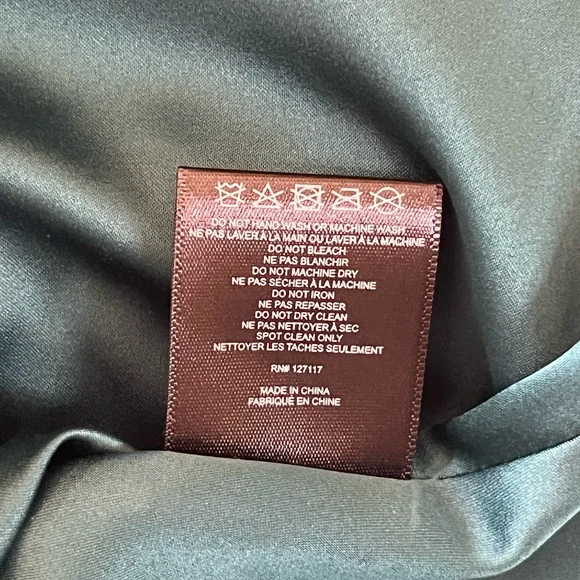 DO NOT HAND WASH OR MACHINE WASH
NE PAS LAVER À LA MAIN OU LAVER À LA MACHINE
DO NOT BLEACH
NE PAS BLANCHIR
DO NOT MACHINE DRY
NE PAS SÉCHER À LA MACHINE
DO NOT IRON
NE PAS REPASSER
DO NOT DRY CLEAN
NE PAS NETTOYER À SEC
SPOT CLEAN ONLY
NETTOYER LES TACHES SEULEMENT
RN# 127117
MADE IN CHINA
FABRIQUÉ EN CHINE